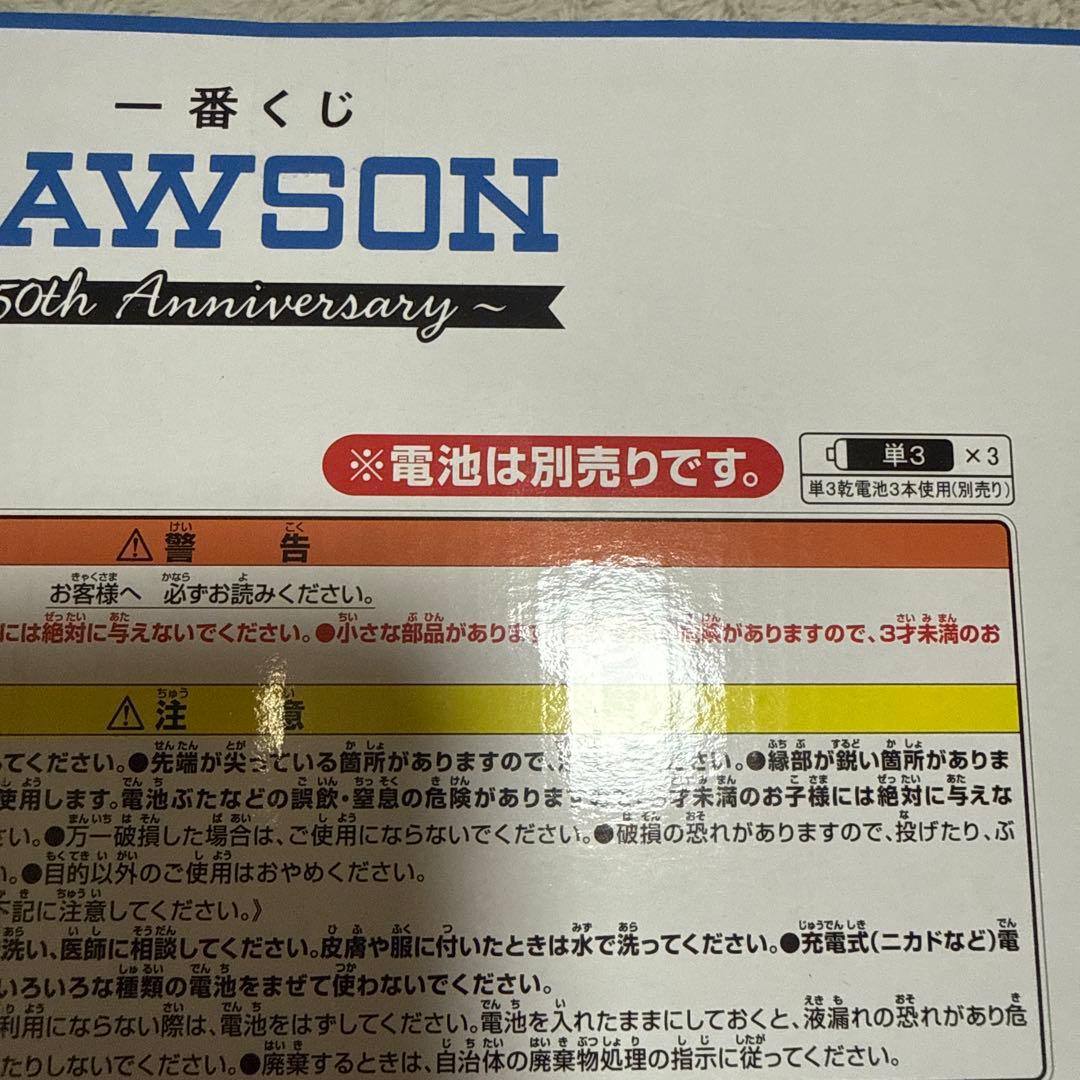 一番くじ
AWSON
50th Anniversary ~
※電池は別売りです。
単3 ×3
単3乾電池3本使用(別売り)
警告
お客様へ 必ずお読みください。
には絶対に与えないでください。●小さな部品がありま がありますので、3才未満のお
注意
てください。●先端が尖っている箇所がありますので、 さい。●縁部が鋭い箇所がありま
使用します。電池ぶたなどの誤飲・窒息の危険がありますので、3才未満のお子様には絶対に与えな
さい。●万一破損した場合は、ご使用にならないでください。●破損の恐れがありますので、投げたり、ぶ
い。●目的以外のご使用はおやめください。
下記に注意してください。》
洗い、医師に相談してください。皮膚や服に付いたときは水で洗ってください。●充電式(ニカドなど)電
いろいろな種類の電池をまぜて使わないでください。
利用にならない際は、電池をはずしてください。電池を入れたままにしておくと、液漏れの恐れがあり危
たりしないでください。●廃棄するときは、自治体の廃棄物処理の指示に従ってください。